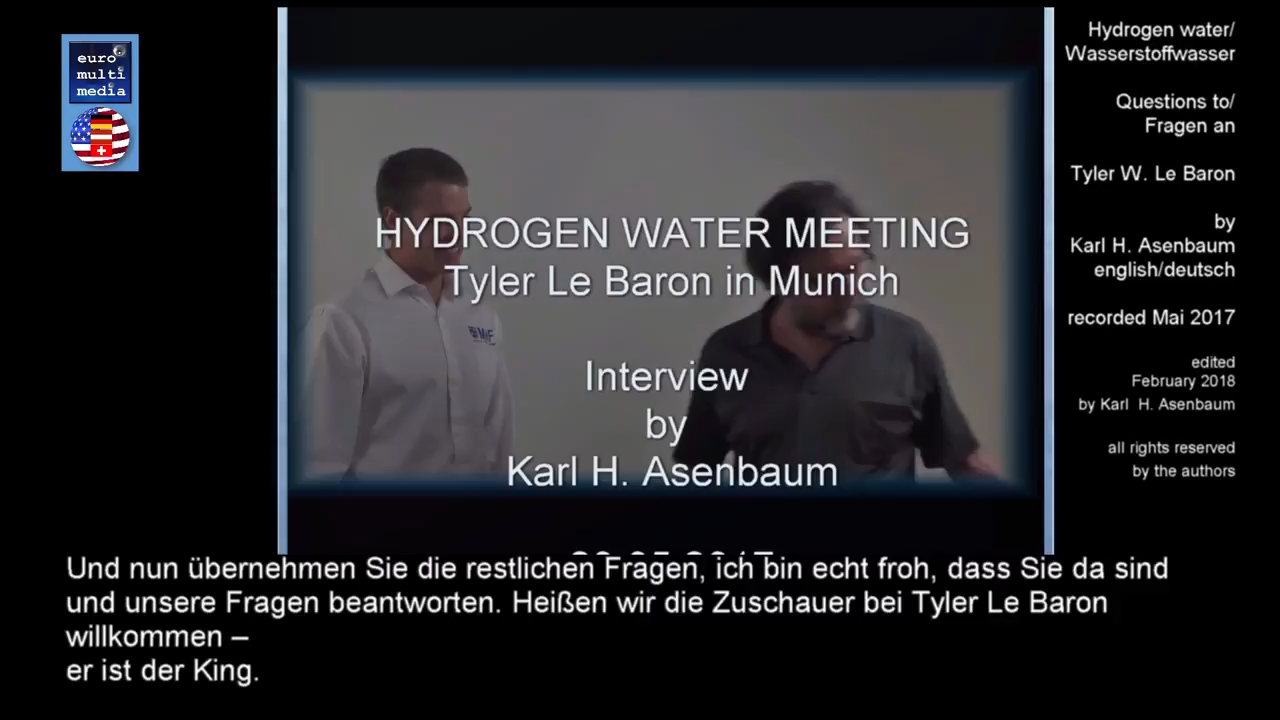 euro
multi
media
HYDROGEN WATER MEETING
Tyler Le Baron in Munich
Interview
by
Karl H. Asenbaum
Hydrogen water/
Wasserstoffwasser
Questions to/
Fragen an
Tyler W. Le Baron
by
Karl H. Asenbaum
english/deutsch
recorded Mai 2017
edited
February 2018
by Karl H. Asenbaum
all rights reserved
by the authors
Und nun übernehmen Sie die restlichen Fragen, ich bin echt froh, dass Sie da sind
und unsere Fragen beantworten. Heißen wir die Zuschauer bei Tyler Le Baron
willkommen –
er ist der King.